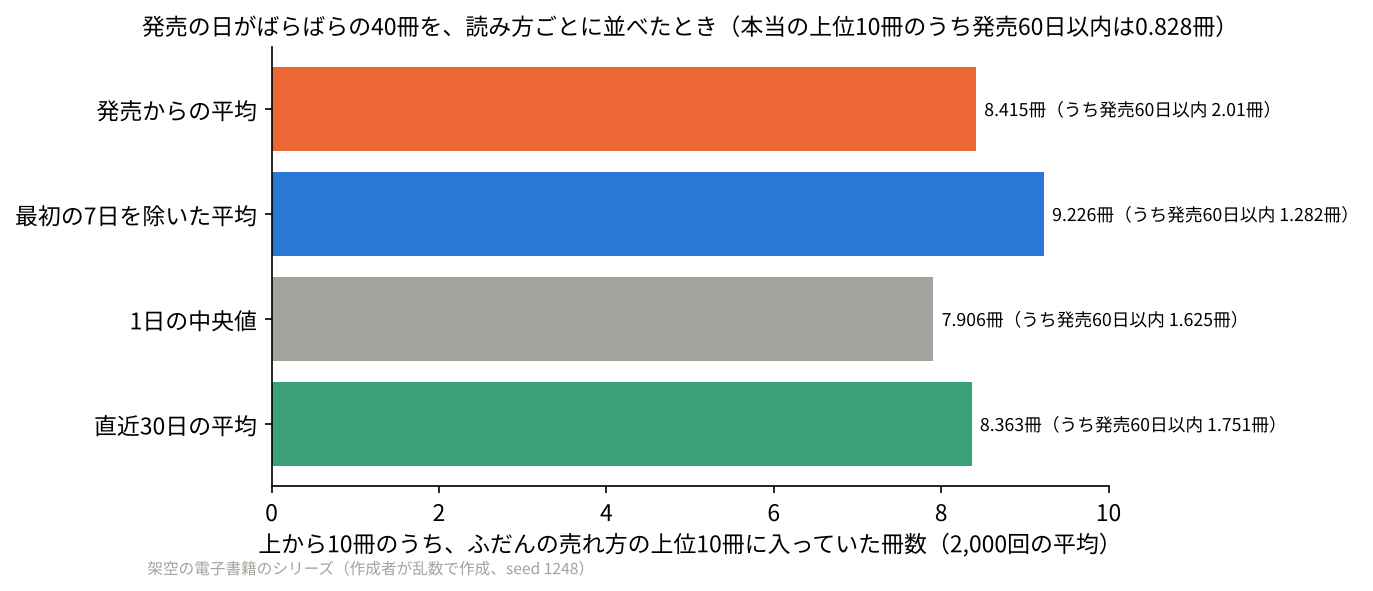 発売の日がばらばらの40冊を、読み方ごとに並べたとき（本当の上位10冊のうち発売60日以内は0.828冊）
発売からの平均
8.415冊（うち発売60日以内 2.01冊）
最初の7日を除いた平均
9.226冊（うち発売60日以内 1.282冊）
1日の中央値
7.906冊（うち発売60日以内 1.625冊）
直近30日の平均
8.363冊（うち発売60日以内 1.751冊）
0 2 4 6 8 10
上から10冊のうち、ふだんの売れ方の上位10冊に入っていた冊数（2,000回の平均）
架空の電子書籍のシリーズ（作成者が乱数で作成、seed 1248）